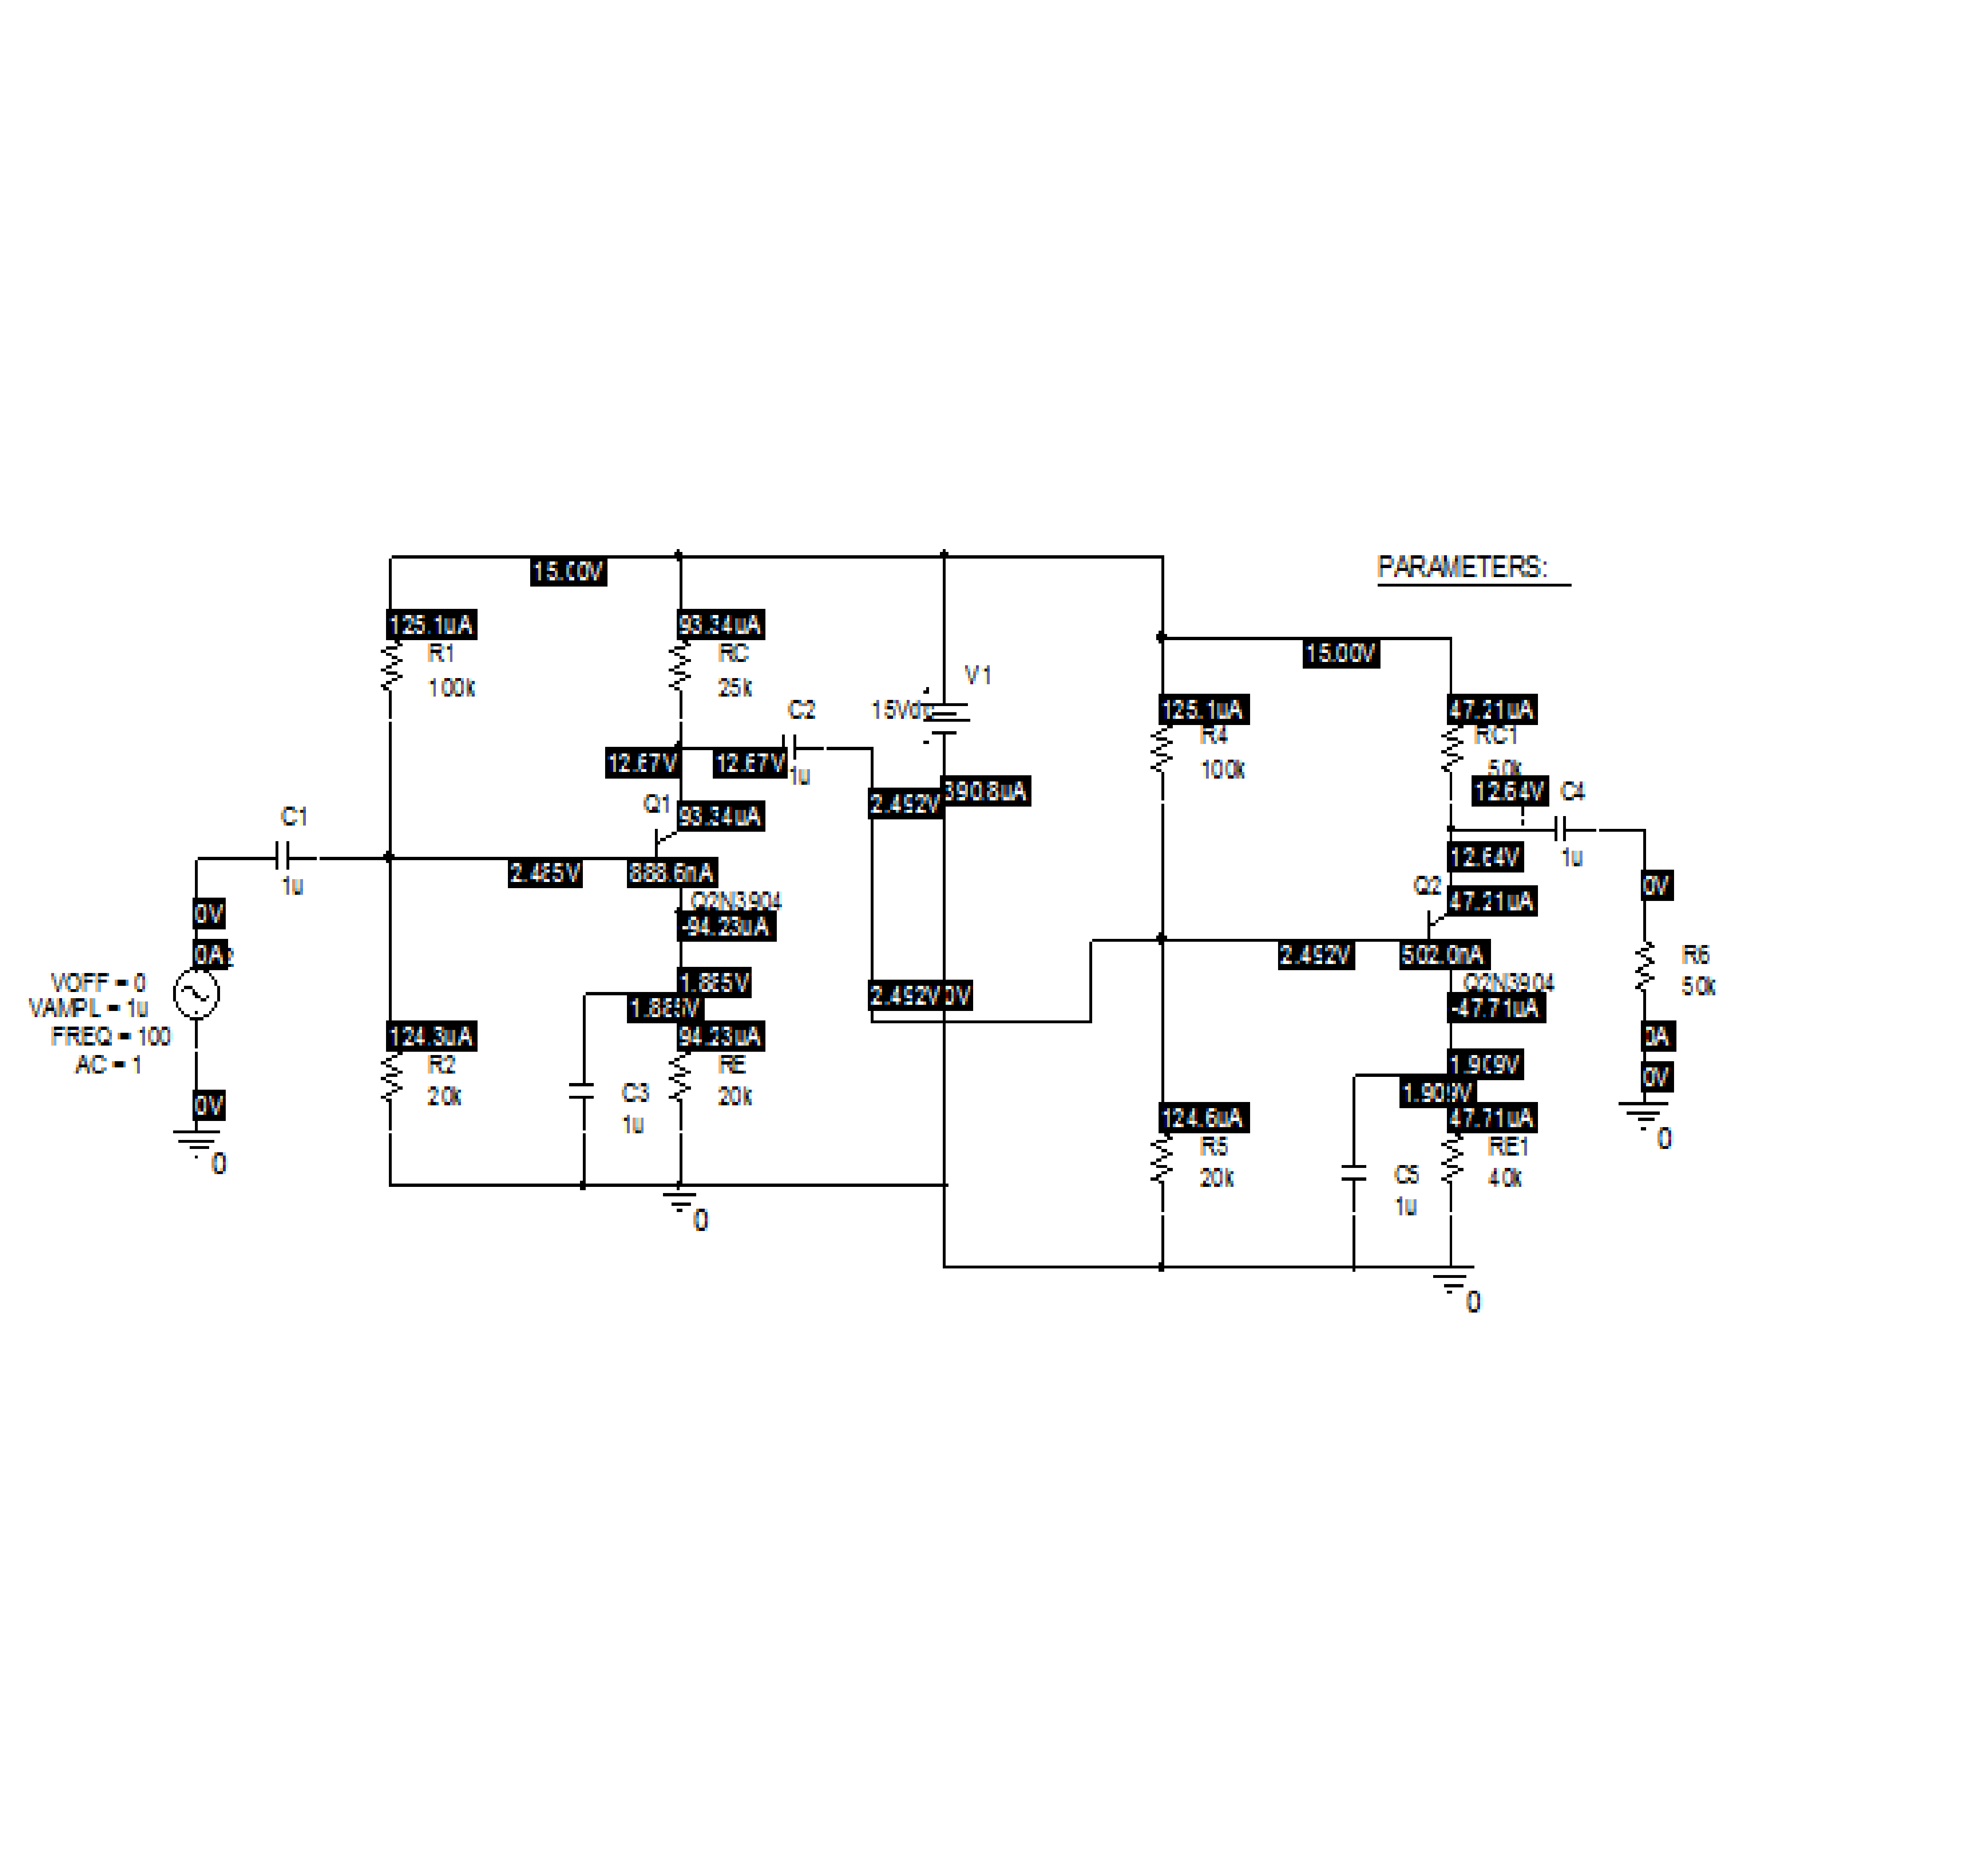 PARAMETERS:
15.00V
125.1uA
R1
100k
93.34uA
RC
25k
V1
15Vdc
C2
1u
12.67V
12.67V
Q1
93.34uA
2.492V
390.8uA
C1
1u
2.485V
888.6nA
Q2N3904
-94.23uA
0V
0A
VOFF = 0
VAMPL = 1u
FREQ = 100
AC = 1
0V
0
124.3uA
R2
20k
1.885V
1.885V
94.23uA
RE
20k
C3
1u
0
2.492V
0V
15.00V
125.1uA
R4
100k
47.21uA
RC1
50k
12.64V
C4
1u
12.64V
Q2
47.21uA
2.492V
502.0nA
Q2N3904
-47.71uA
0V
R6
50k
0A
0V
0
1.909V
1.909V
47.71uA
RE1
40k
124.6uA
R5
20k
C5
1u
0